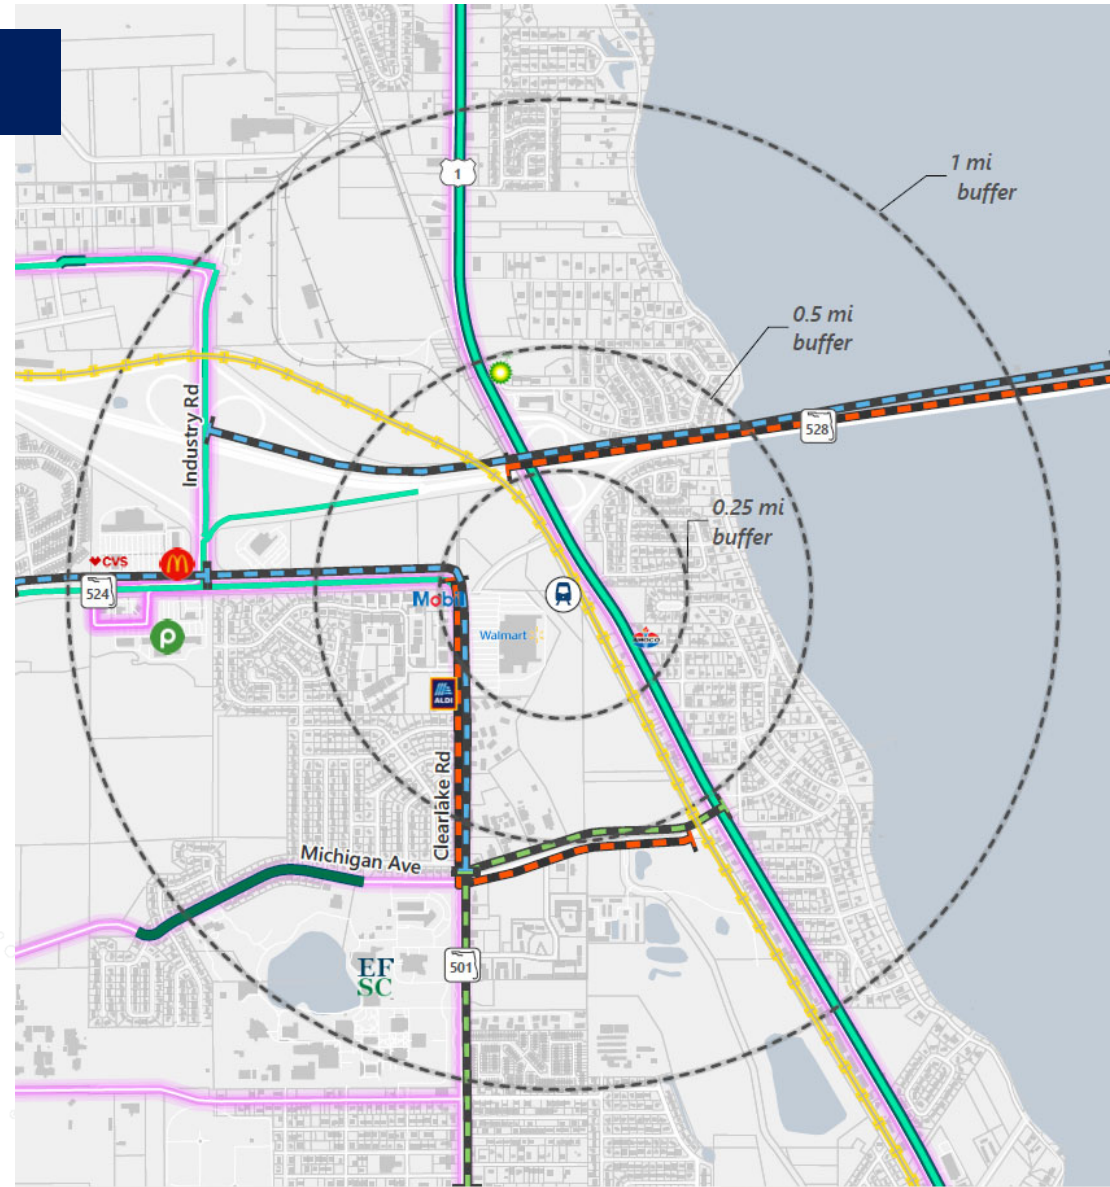 1
1 mi
buffer
0.5 mi
buffer
Industry Rd
528
0.25 mi
buffer
CVS
524
Mobil
Walmart
AMOCO
ALDI
Clearlake Rd
Michigan Ave
EF
SC
501